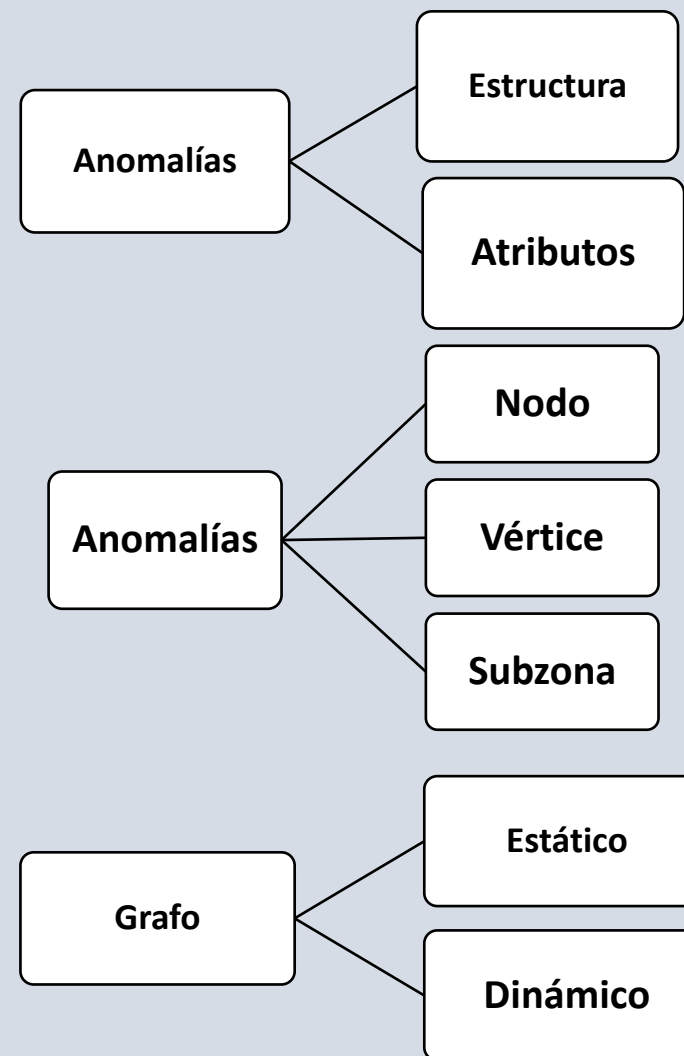 Anomalías
Estructura
Atributos
Anomalías
Nodo
Vértice
Subzona
Grafo
Estático
Dinámico